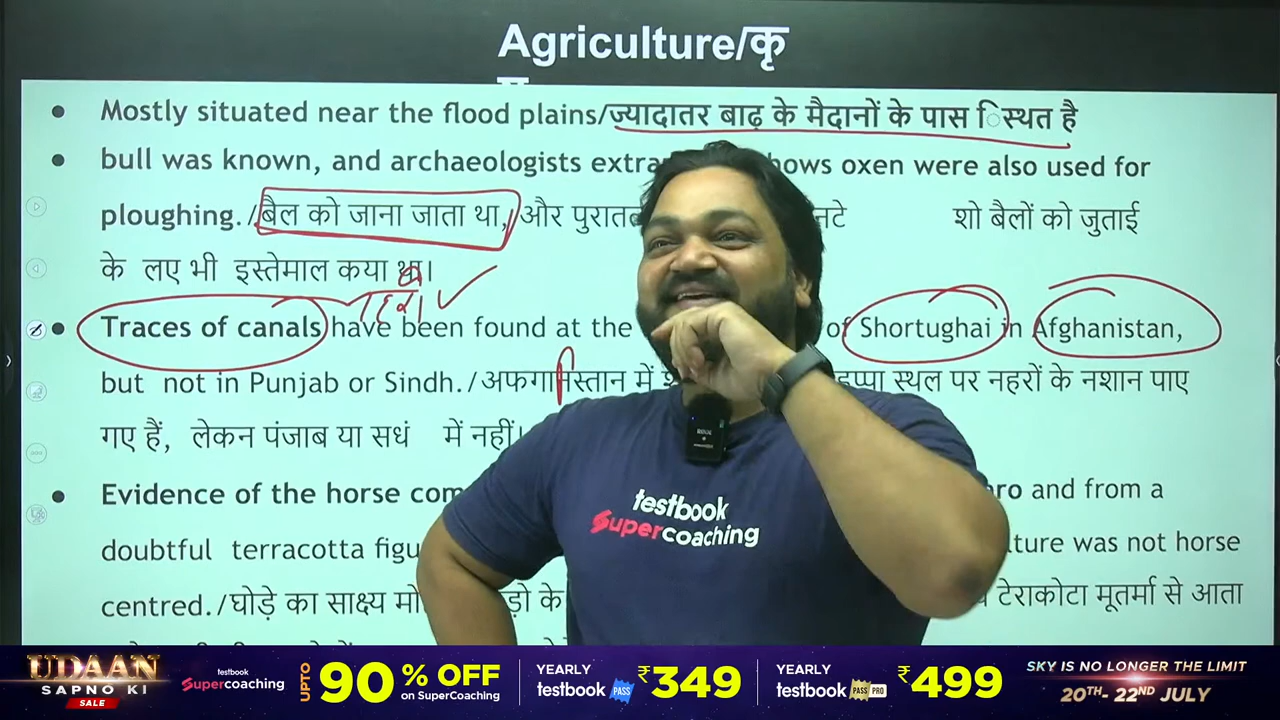 Agriculture/कृ
Mostly situated near the flood plains/ज्यादातर बाढ़ के मैदानों के पास िस्थत है
bull was known, and archaeologists extra hows oxen were also used for
ploughing./बैल को जाना जाता था, और पुरात नटे शो बैलों को जुताई
के लए भी इस्तेमाल कया था।
Traces of canals have been found at the of Shortughai in Afghanistan,
but not in Punjab or Sindh./अफगानिस्तान में श ड़प्पा स्थल पर नहरों के नशान पाए
गए हैं, लेकन पंजाब या सधं में नहीं।
Evidence of the horse com ro and from a
doubtful terracotta figu lture was not horse
centred./घोड़े का साक्ष्य मो ड़ो के टेराकोटा मूतर्मा से आता
testbook
Supercoaching
UDAAN
SAPNO KI
SALE
testbook
Supercoaching
UPTO 90% OFF
on SuperCoaching
YEARLY
testbook PASS
₹349
YEARLY
testbook PASS PRO
₹499
SKY IS NO LONGER THE LIMIT
20TH- 22ND JULY